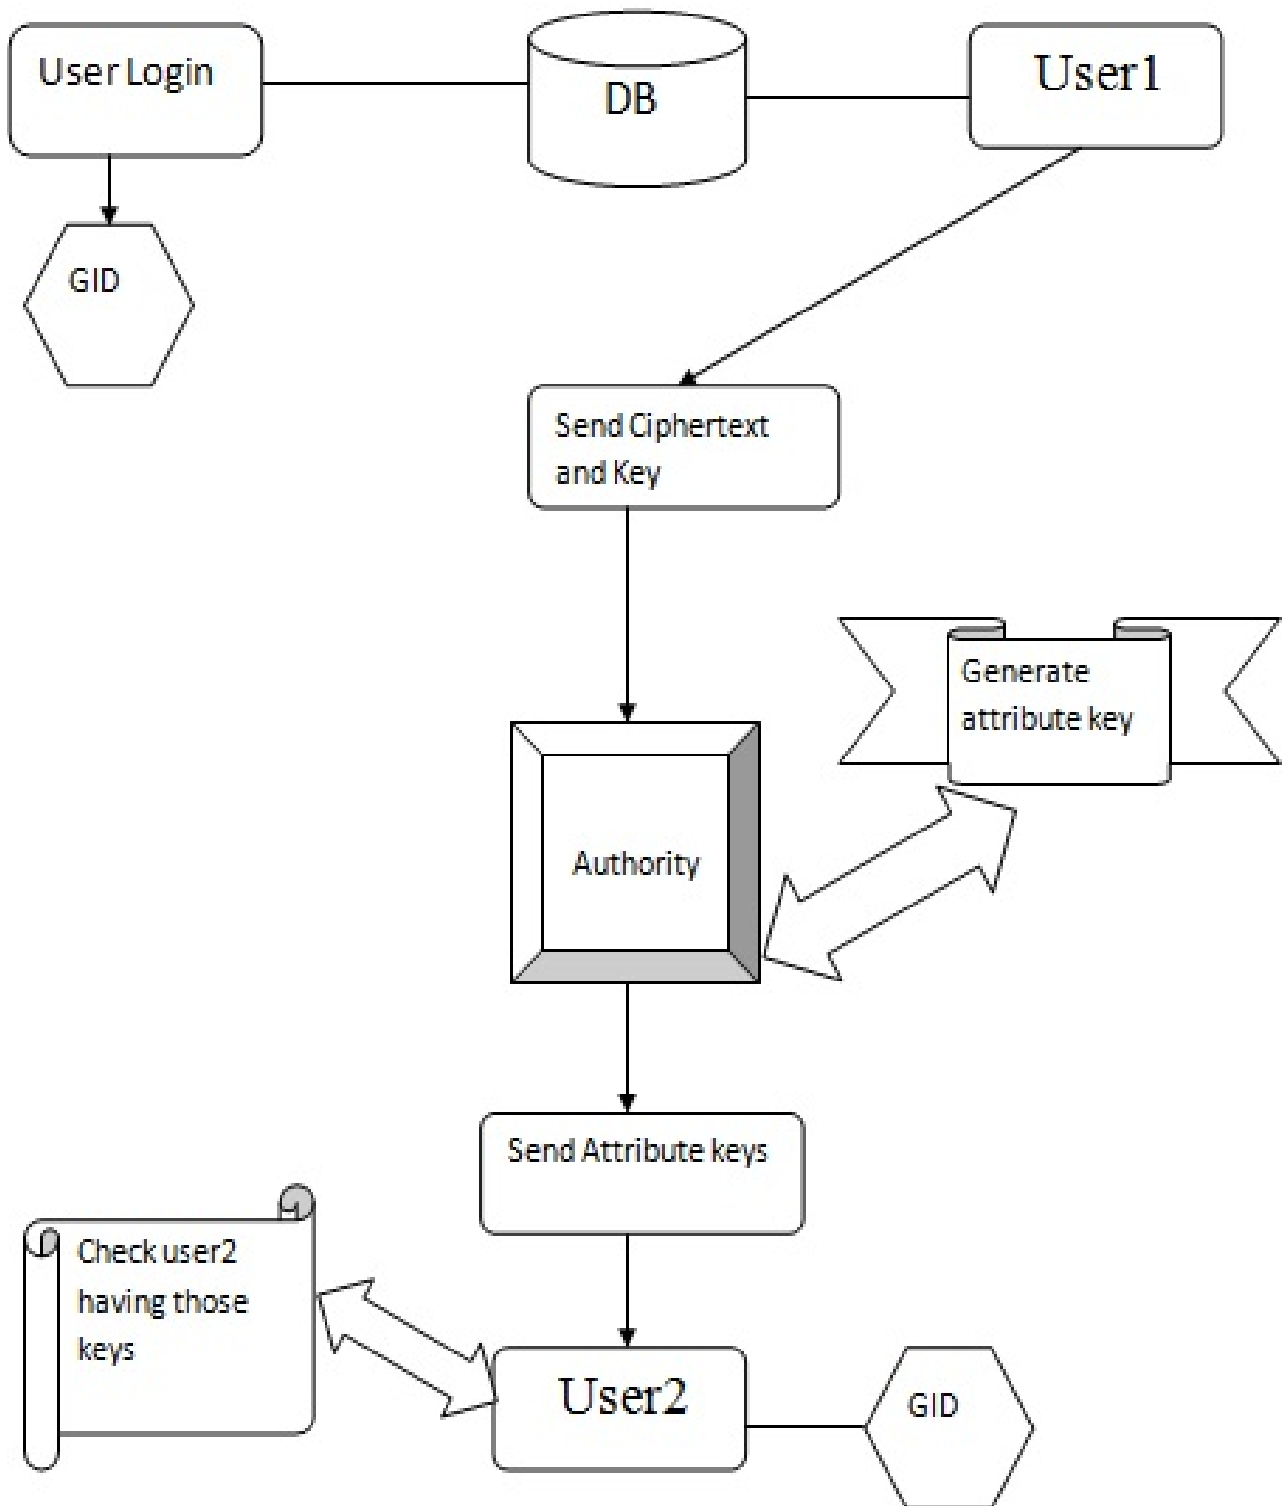 User Login
DB
User1
GID
Send Ciphertext
and Key
Generate
attribute key
Authority
Send Attribute keys
Check user2
having those
keys
User2
GID